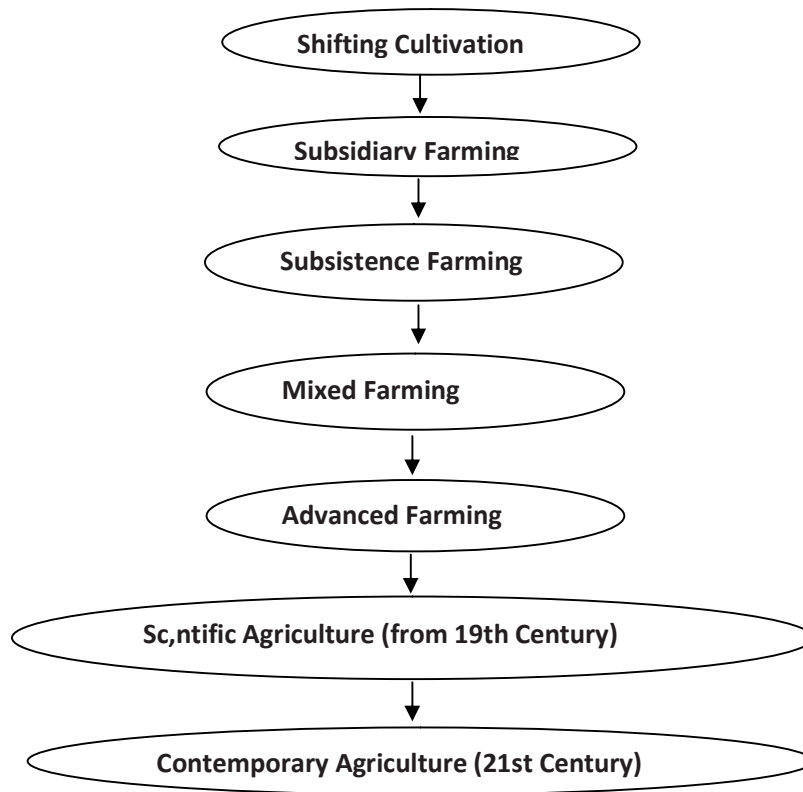 Shifting Cultivation
Subsidiary Farming
Subsistence Farming
Mixed Farming
Advanced Farming
Sc,ntific Agriculture (from 19th Century)
Contemporary Agriculture (21st Century)